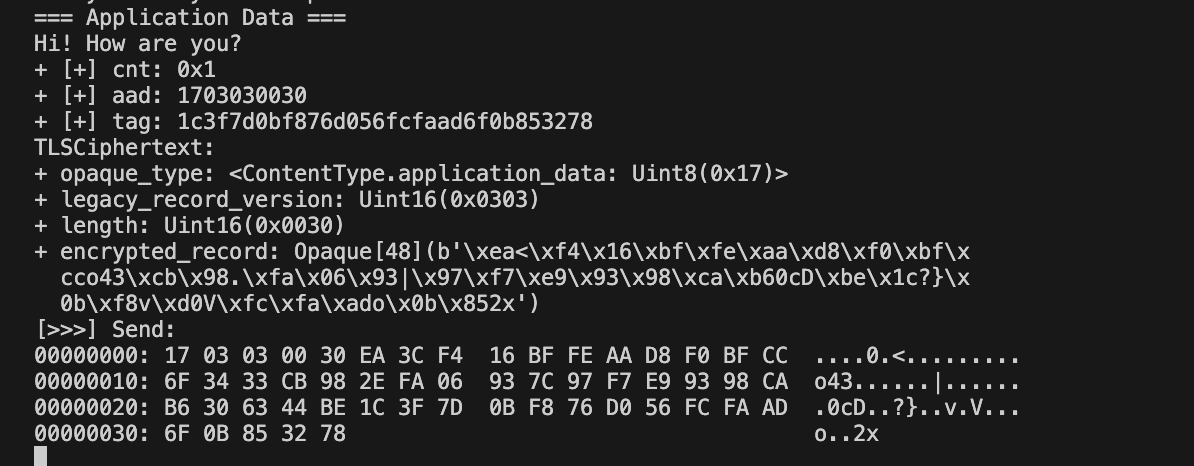 === Application Data ===
Hi! How are you?
+ [+] cnt: 0x1
+ [+] aad: 1703030030
+ [+] tag: 1c3f7d0bf876d056fcfaad6f0b853278
TLSCiphertext:
+ opaque_type: <ContentType.application_data: Uint8(0x17)>
+ legacy_record_version: Uint16(0x0303)
+ length: Uint16(0x0030)
+ encrypted_record: Opaque[48](b'\xea<\xf4\x16\xbf\xfe\xaa\xd8\xf0\xbf\x
cco43\xcb\x98.\xfa\x06\x93|\x97\xf7\xe9\x93\x98\xca\xb60cD\xbe\x1c?}\x
0b\xf8v\xd0V\xfc\xfa\xado\x0b\x852x')
[>>>] Send:
00000000: 17 03 03 00 30 EA 3C F4  16 BF FE AA D8 F0 BF CC  ....0.<.........
00000010: 6F 34 33 CB 98 2E FA 06  93 7C 97 F7 E9 93 98 CA  o43......|......
00000020: B6 30 63 44 BE 1C 3F 7D  0B F8 76 D0 56 FC FA AD  .0cD..?}..v.V...
00000030: 6F 0B 85 32 78                                    o..2x